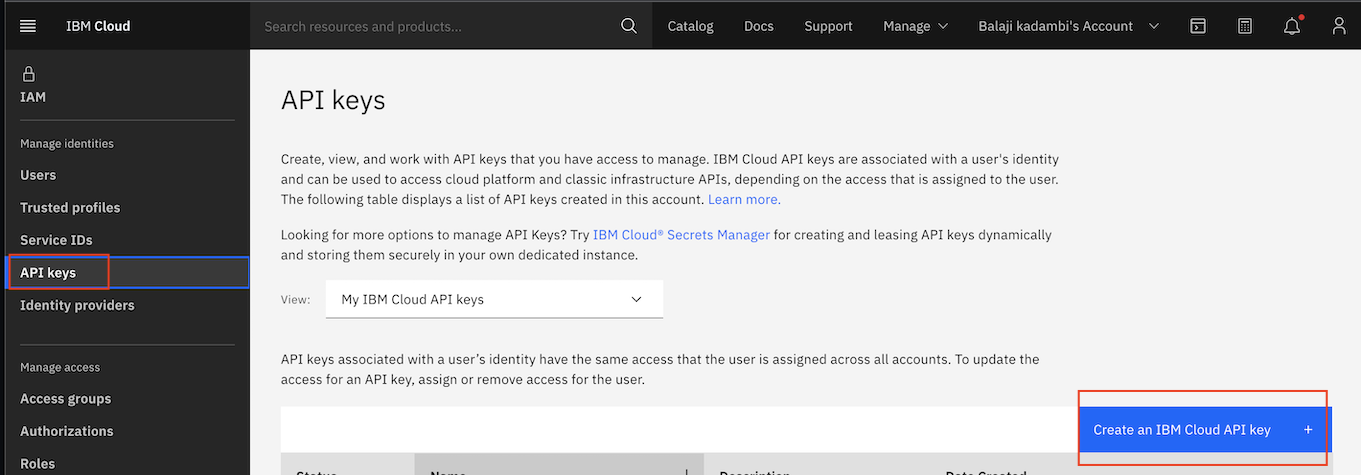 IBM Cloud
Search resources and products...
Catalog
Docs
Support
Manage
Balaji kadambi's Account
IAM
Manage identities
Users
Trusted profiles
Service IDs
API keys
Identity providers
Manage access
Access groups
Authorizations
Roles
API keys
Create, view, and work with API keys that you have access to manage. IBM Cloud API keys are associated with a user's identity
and can be used to access cloud platform and classic infrastructure APIs, depending on the access that is assigned to the user.
The following table displays a list of API keys created in this account. Learn more.
Looking for more options to manage API Keys? Try IBM Cloud® Secrets Manager for creating and leasing API keys dynamically
and storing them securely in your own dedicated instance.
View:
My IBM Cloud API keys
API keys associated with a user’s identity have the same access that the user is assigned across all accounts. To update the
access for an API key, assign or remove access for the user.
Create an IBM Cloud API key +
Status
Name
Description
Date Created